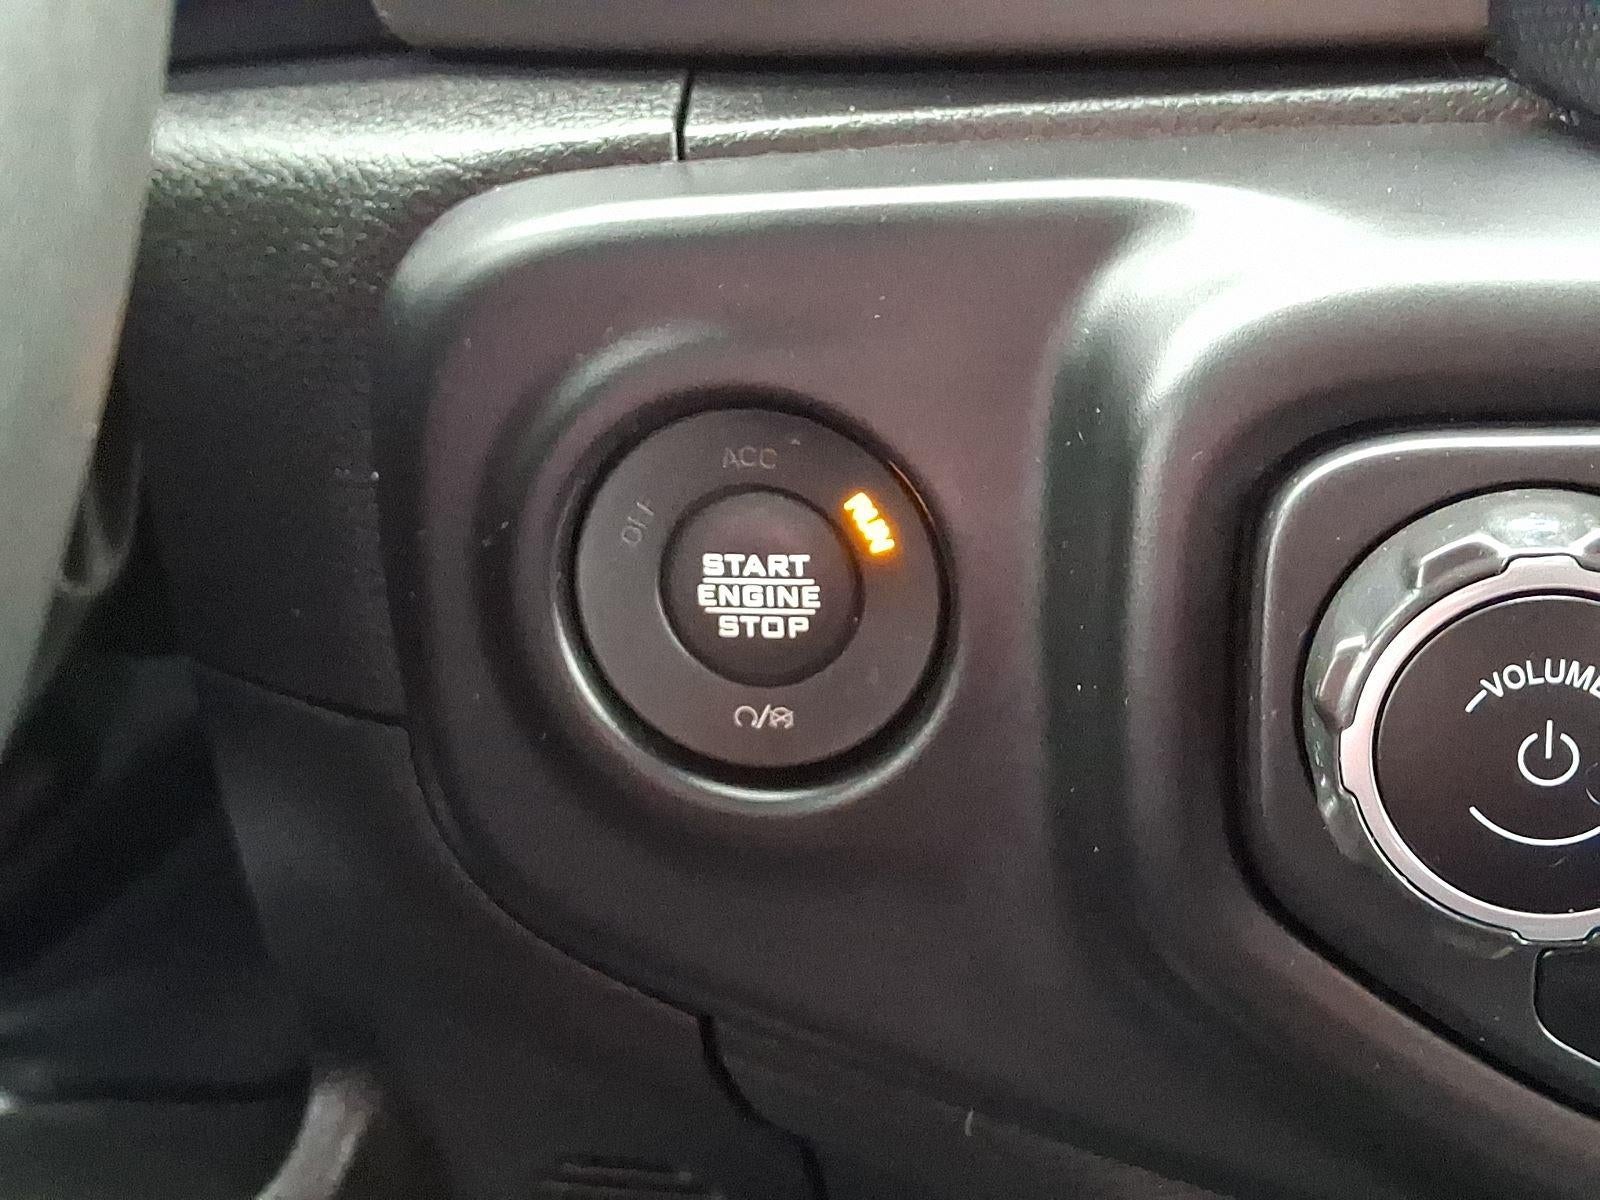 ACC
OFF
RUN
START
ENGINE
STOP
VOLUME